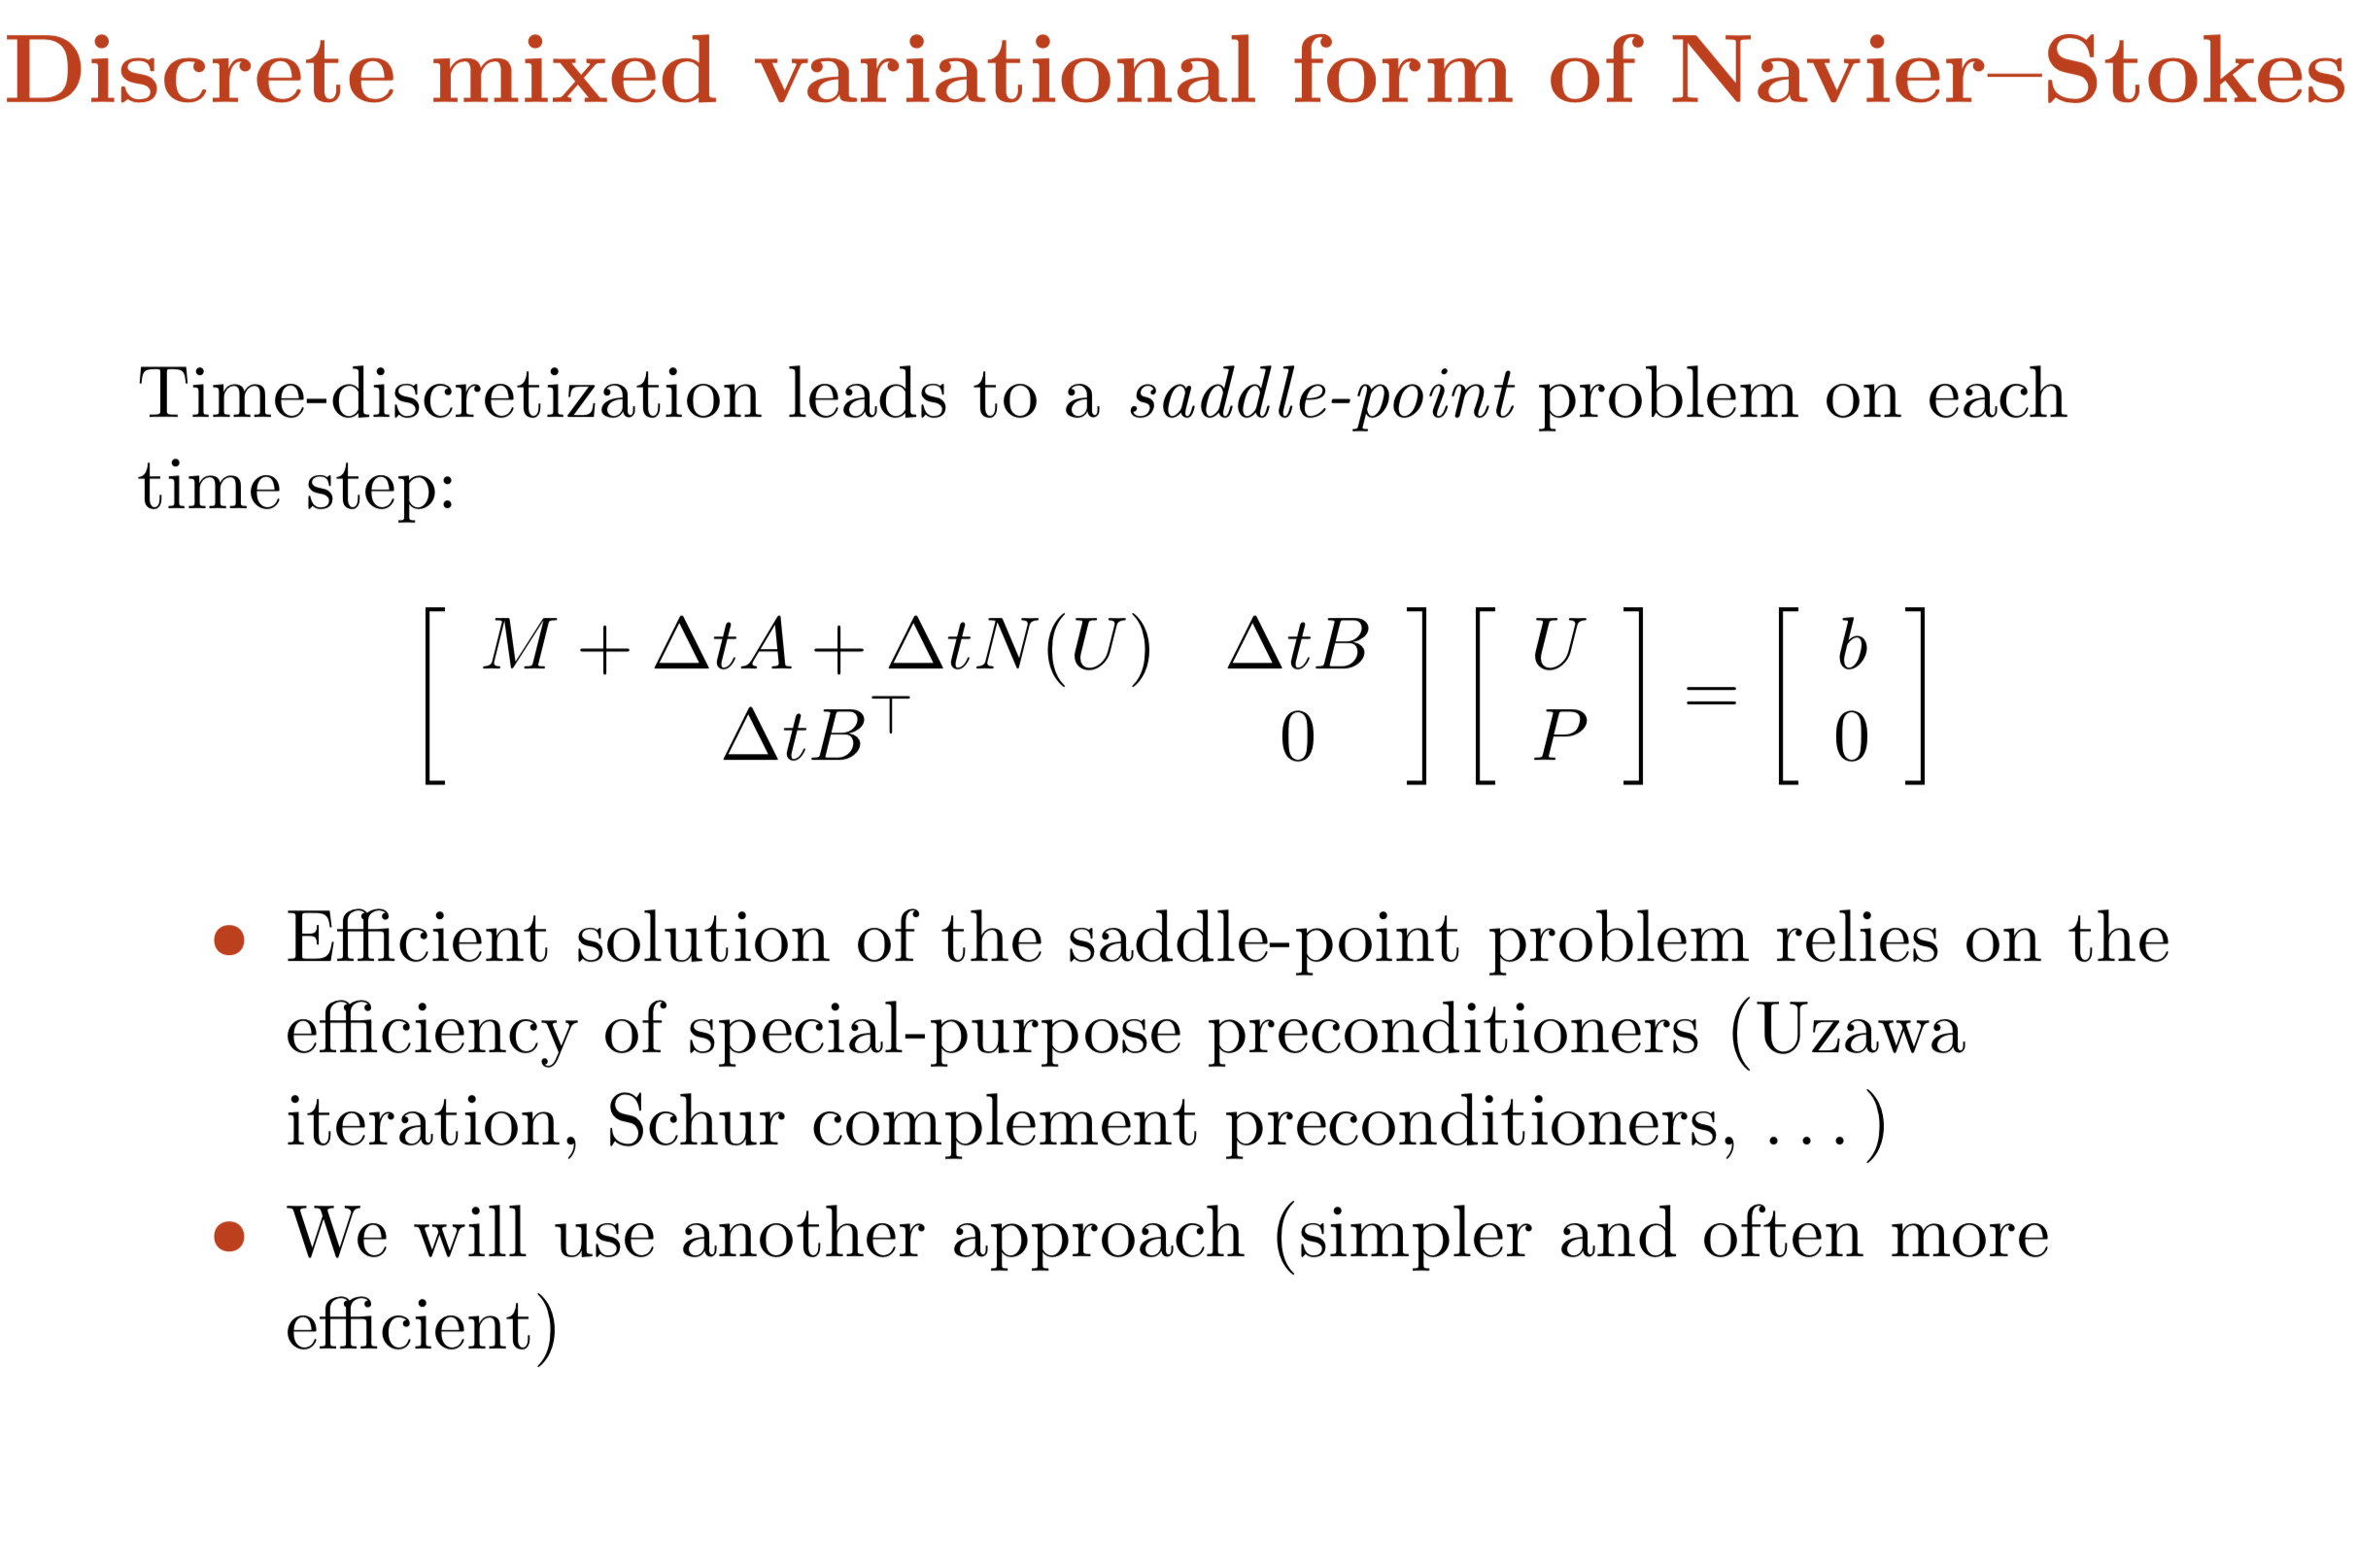 Discrete mixed variational form of Navier–Stokes
Time-discretization leads to a saddle-point problem on each
time step:
[ M + ΔtA + ΔtN(U) ΔtB ] [ U ] = [ b ]
[ ΔtB⊤ 0 ] [ P ] [ 0 ]
• Efficient solution of the saddle-point problem relies on the
efficiency of special-purpose preconditioners (Uzawa
iteration, Schur complement preconditioners, . . . )
• We will use another approach (simpler and often more
efficient)